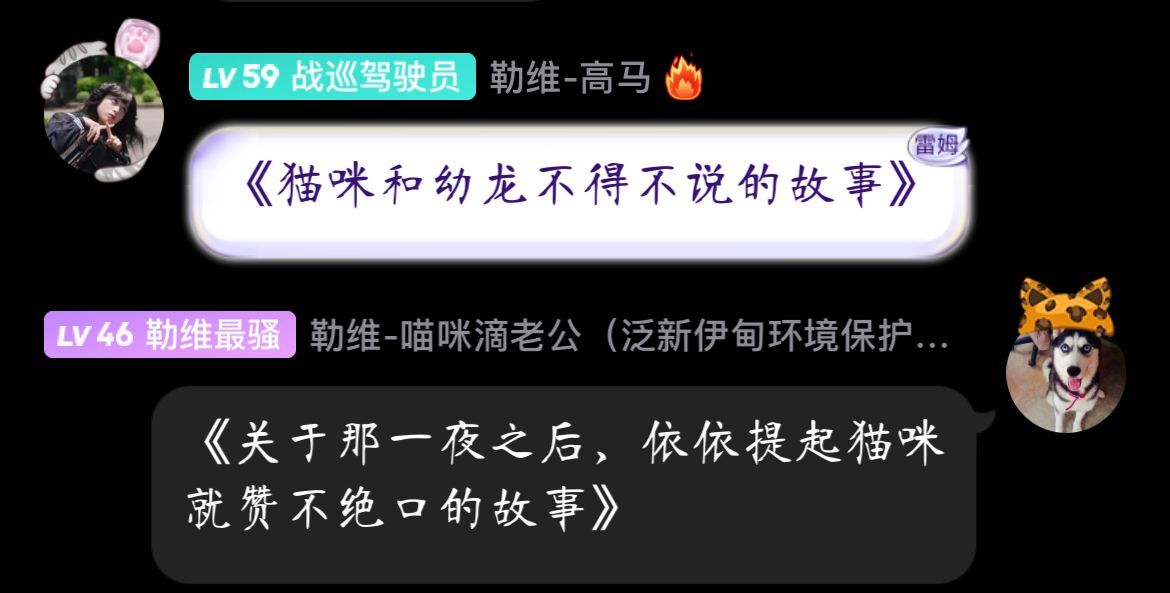 LV 59 战巡驾驶员 勒维-高马🔥
雷姆
《猫咪和幼龙不得不说的故事》
LV 46 勒维最骚 勒维-喵咪滴老公（泛新伊甸环境保护...
《关于那一夜之后、依依提起猫咪
就赞不绝口的故事》